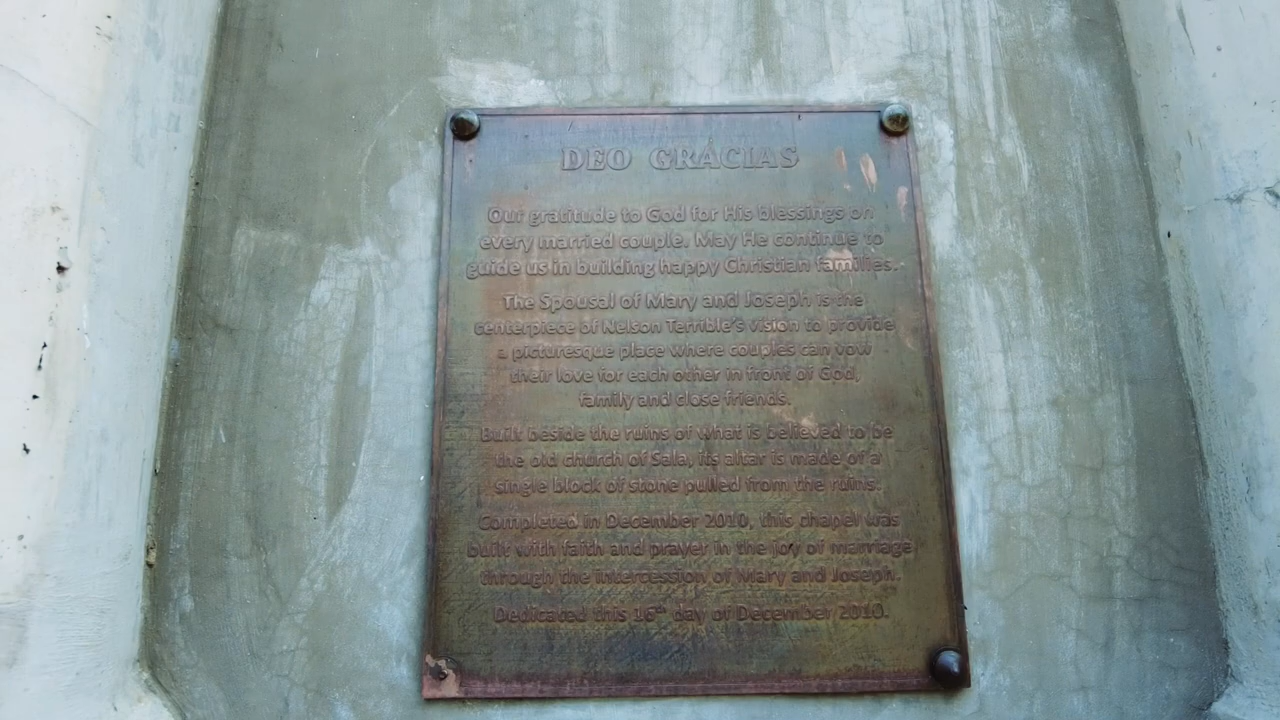 DEO GRÁCIAS
Our gratitude to God for His blessings on
every married couple. May He continue to
guide us in building happy Christian families.
The Spousal of Mary and Joseph is the
centerpiece of Nelson Terrible's vision to provide
a picturesque place where couples can vow
their love for each other in front of God,
family and close friends.
Built beside the ruins of what is believed to be
the old church of Sala, its altar is made of a
single block of stone pulled from the ruins.
Completed in December 2010, this chapel was
built with faith and prayer in the joy of marriage
through the intercession of Mary and Joseph.
Dedicated this 16th day of December 2010.